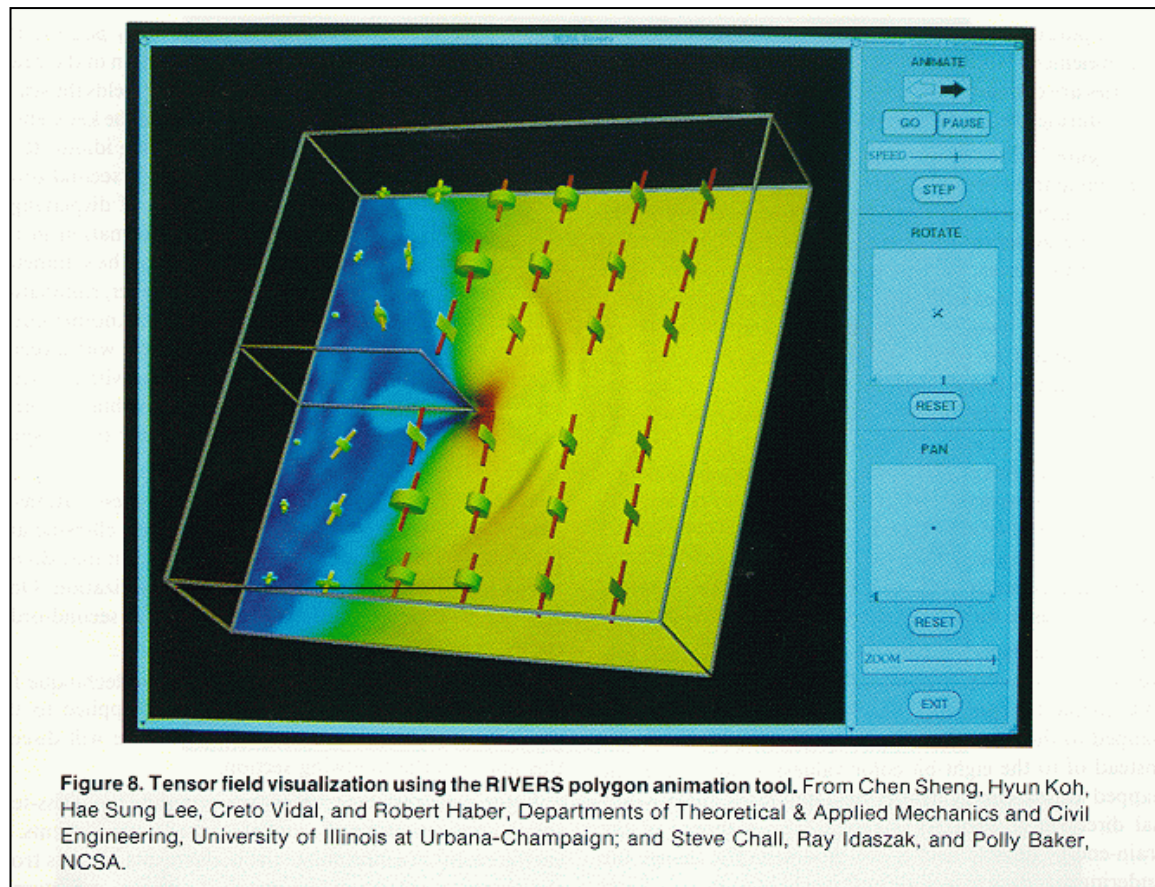 NCSA Rivers
ANIMATE
GO PAUSE
SPEED
STEP
ROTATE
RESET
PAN
RESET
ZOOM
EXIT
Figure 8. Tensor field visualization using the RIVERS polygon animation tool. From Chen Sheng, Hyun Koh,
Hae Sung Lee, Creto Vidal, and Robert Haber, Departments of Theoretical & Applied Mechanics and Civil
Engineering, University of Illinois at Urbana-Champaign; and Steve Chall, Ray Idaszak, and Polly Baker,
NCSA.